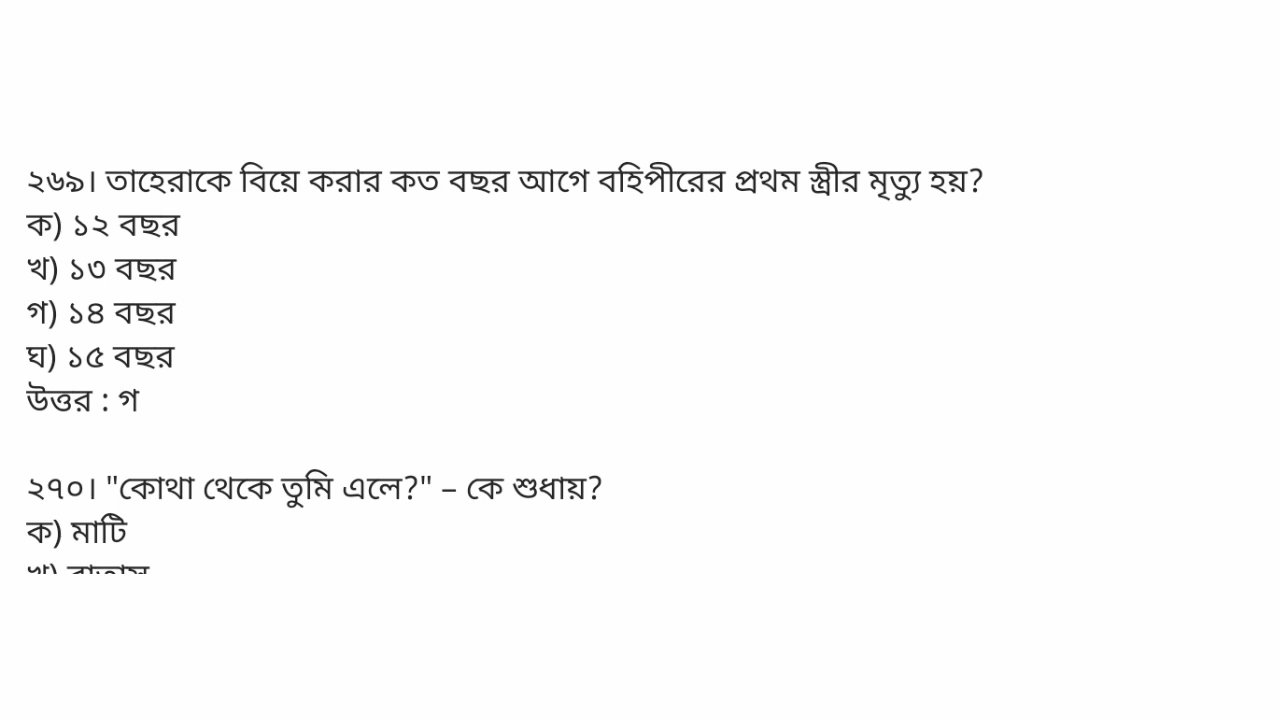 ২৬৯। তাহেরাকে বিয়ে করার কত বছর আগে বহিপীরের প্রথম স্ত্রীর মৃত্যু হয়?
ক) ১২ বছর
খ) ১৩ বছর
গ) ১৪ বছর
ঘ) ১৫ বছর
উত্তর : গ
২৭০। "কোথা থেকে তুমি এলে?" – কে শুধায়?
ক) মাটি